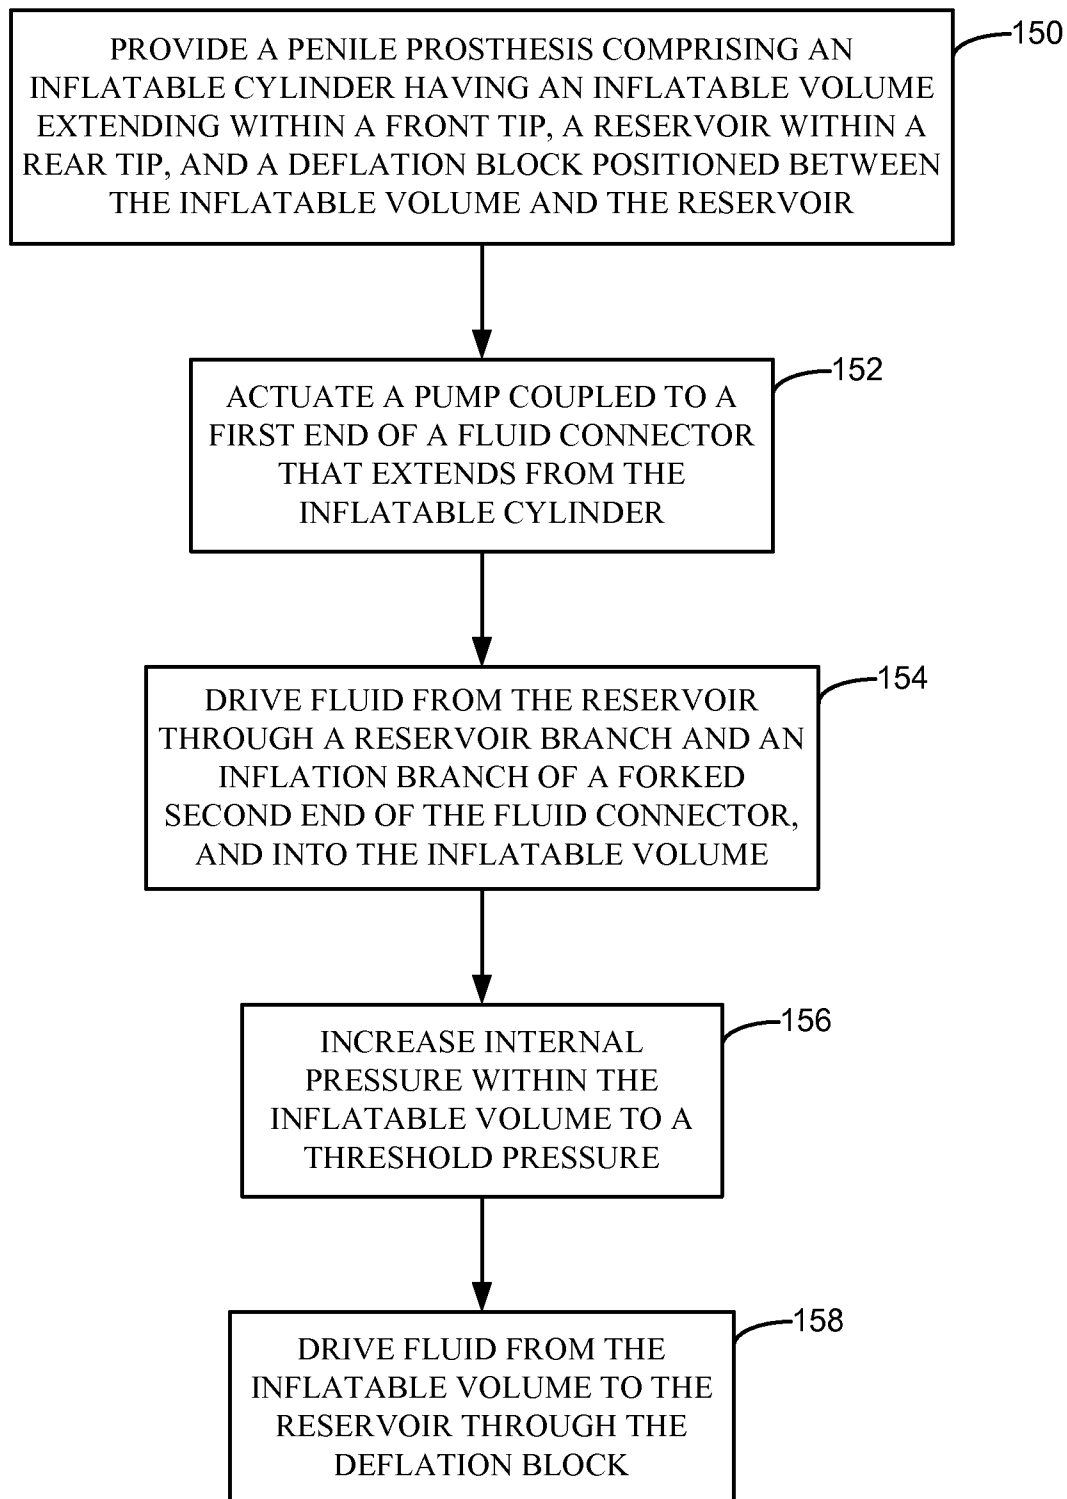 PROVIDE A PENILE PROSTHESIS COMPRISING AN
INFLATABLE CYLINDER HAVING AN INFLATABLE VOLUME
EXTENDING WITHIN A FRONT TIP, A RESERVOIR WITHIN A
REAR TIP, AND A DEFLATION BLOCK POSITIONED BETWEEN
THE INFLATABLE VOLUME AND THE RESERVOIR
150
ACTUATE A PUMP COUPLED TO A
FIRST END OF A FLUID CONNECTOR
THAT EXTENDS FROM THE
INFLATABLE CYLINDER
152
DRIVE FLUID FROM THE RESERVOIR
THROUGH A RESERVOIR BRANCH AND AN
INFLATION BRANCH OF A FORKED
SECOND END OF THE FLUID CONNECTOR,
AND INTO THE INFLATABLE VOLUME
154
INCREASE INTERNAL
PRESSURE WITHIN THE
INFLATABLE VOLUME TO A
THRESHOLD PRESSURE
156
DRIVE FLUID FROM THE
INFLATABLE VOLUME TO THE
RESERVOIR THROUGH THE
DEFLATION BLOCK
158